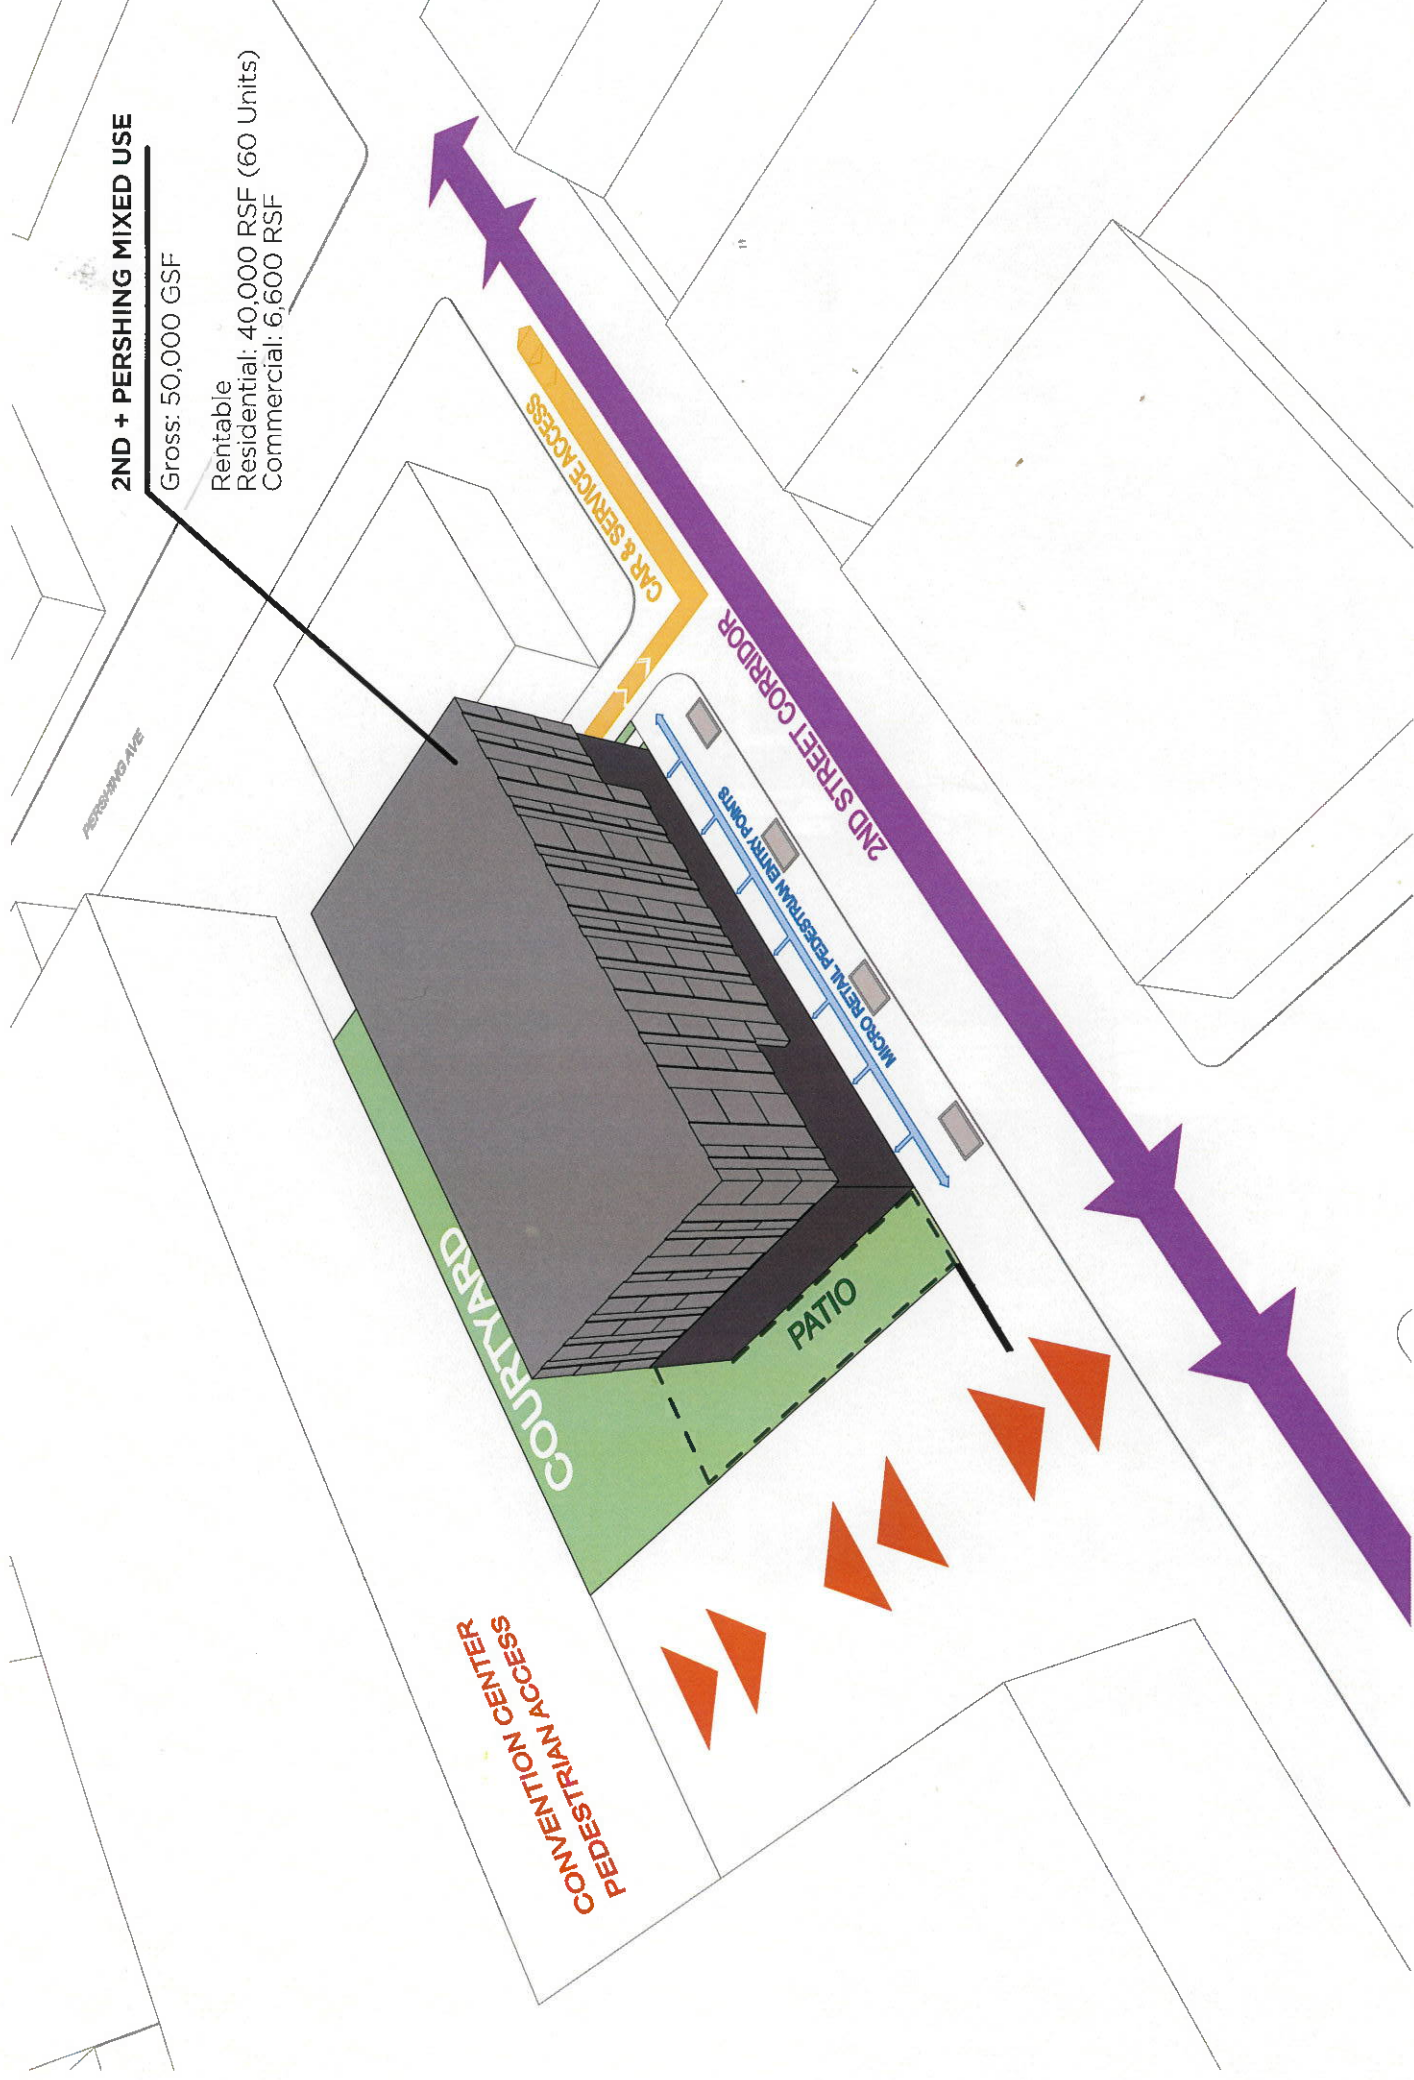 2ND + PERSHING MIXED USE
Gross: 50,000 GSF
Rentable
Residential: 40,000 RSF (60 Units)
Commercial: 6,600 RSF
PERSHING AVE
CAR & SERVICE ACCESS
2ND STREET CORRIDOR
MICRO RETAIL PEDESTRIAN ENTRY POINTS
COURTYARD
PATIO
CONVENTION CENTER
PEDESTRIAN ACCESS